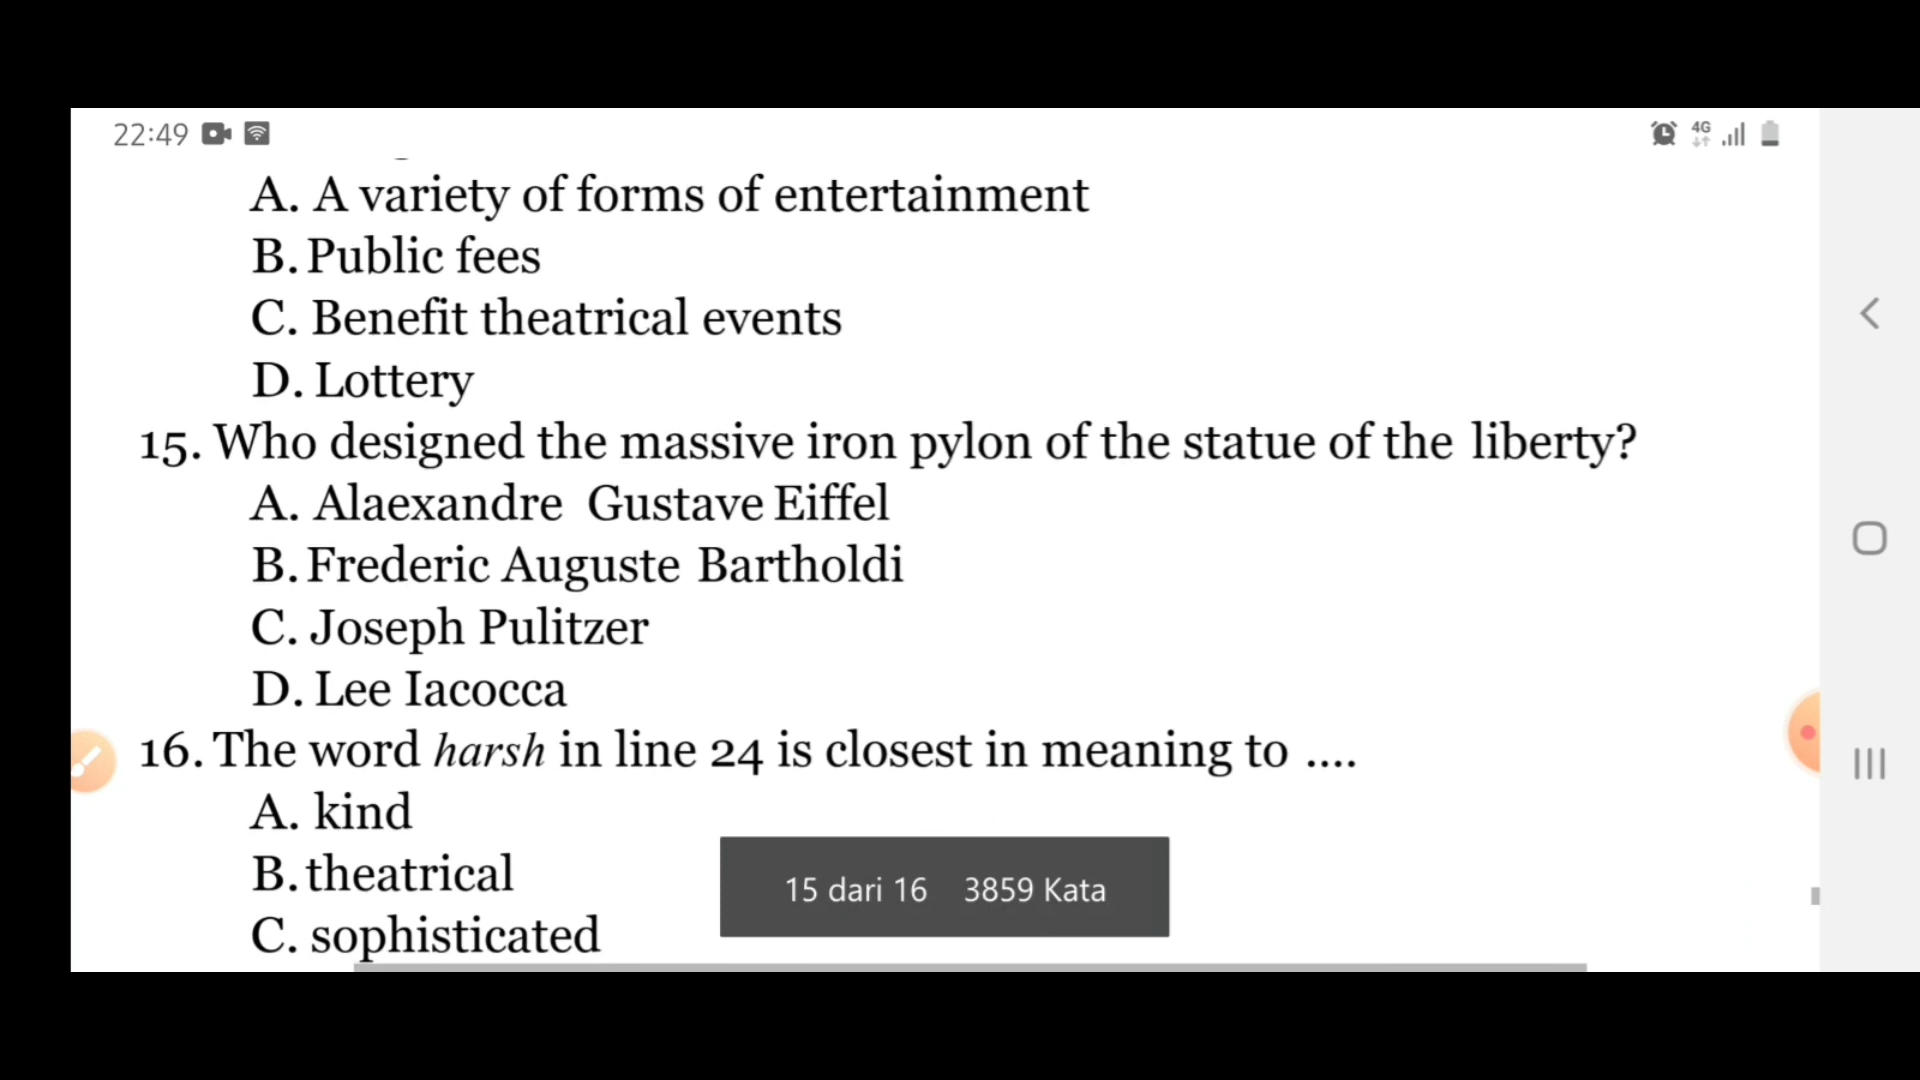 22:49
4G
A. A variety of forms of entertainment
B. Public fees
C. Benefit theatrical events
D. Lottery
15. Who designed the massive iron pylon of the statue of the liberty?
A. Alaexandre Gustave Eiffel
B. Frederic Auguste Bartholdi
C. Joseph Pulitzer
D. Lee Iacocca
16. The word harsh in line 24 is closest in meaning to ....
A. kind
B. theatrical
C. sophisticated
15 dari 16 3859 Kata